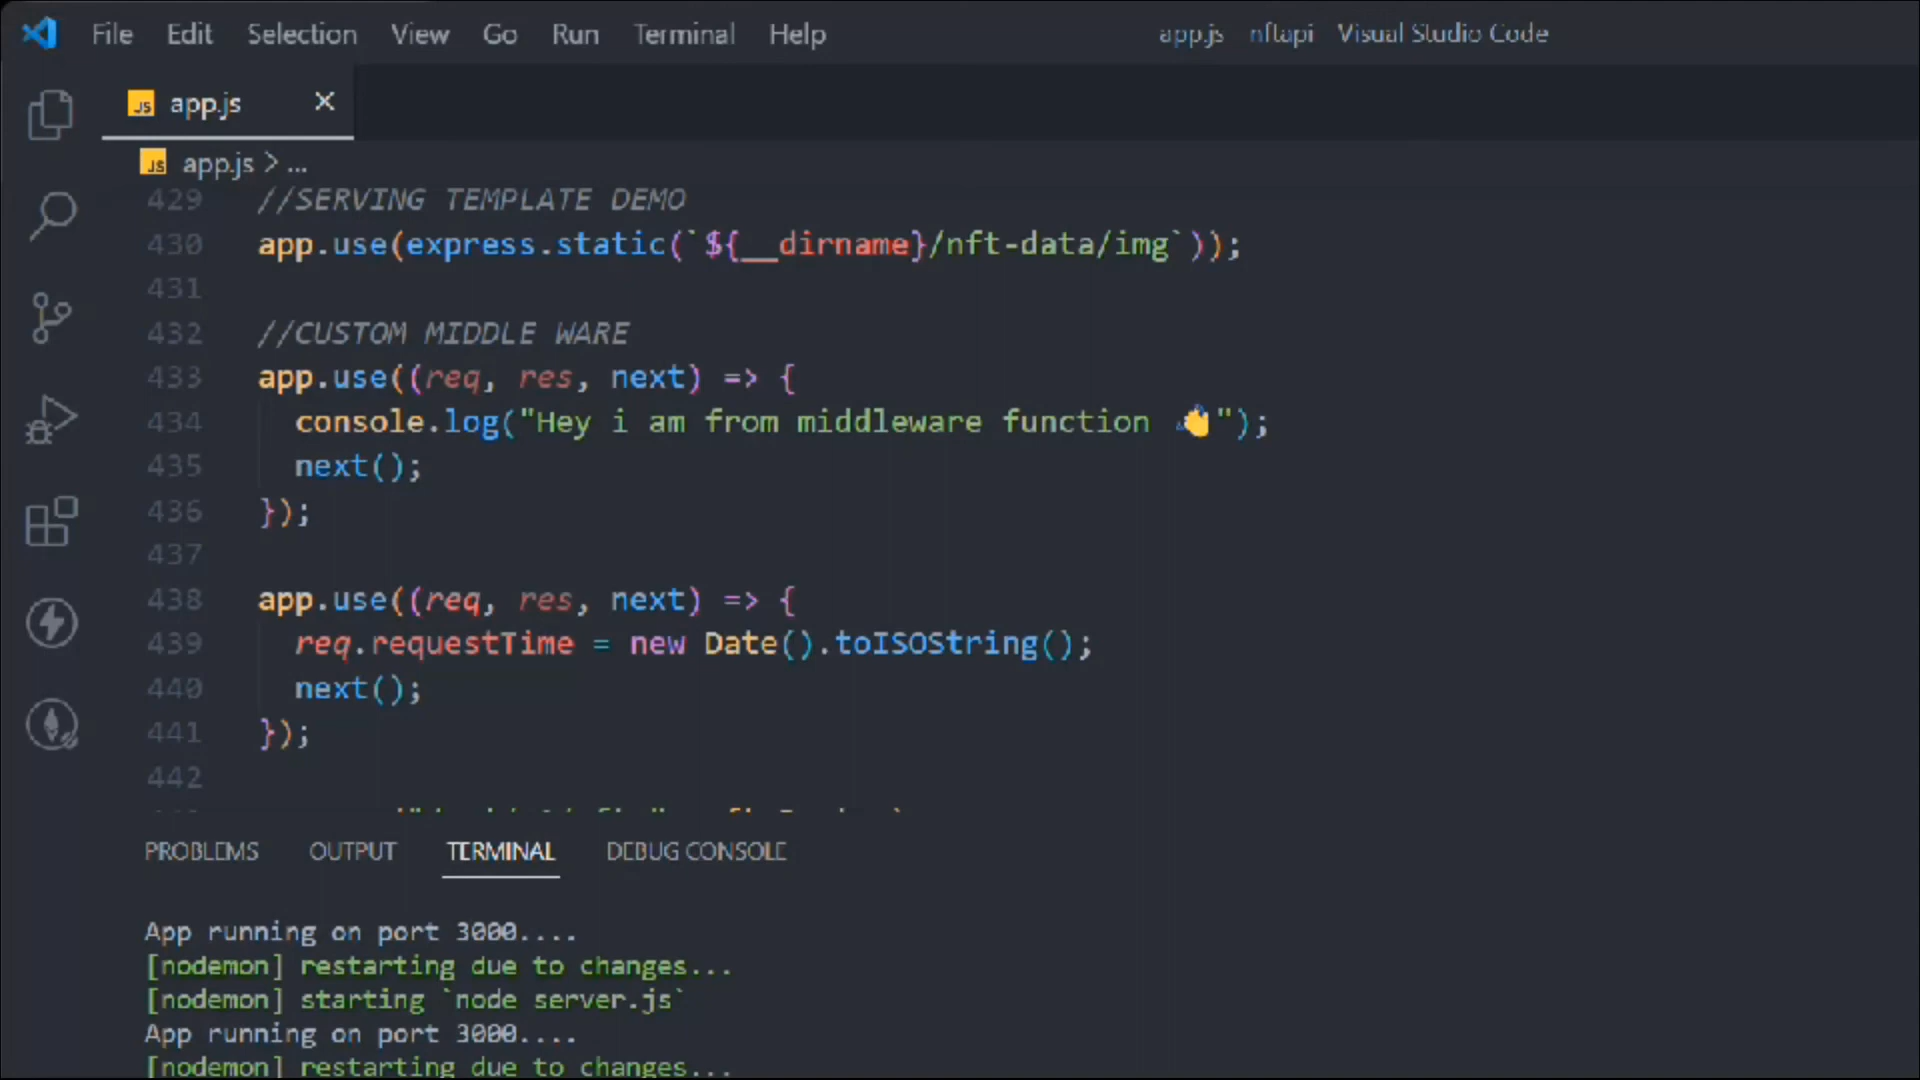 File Edit Selection View Go Run Terminal Help app.js nftapi Visual Studio Code
JS app.js ×
JS app.js > ...
429 //SERVING TEMPLATE DEMO
430 app.use(express.static(`${__dirname}/nft-data/img`));
431
432 //CUSTOM MIDDLE WARE
433 app.use((req, res, next) => {
434 console.log("Hey i am from middleware function 👋");
435 next();
436 });
437
438 app.use((req, res, next) => {
439 req.requestTime = new Date().toISOString();
440 next();
441 });
442
PROBLEMS OUTPUT TERMINAL DEBUG CONSOLE
App running on port 3000....
[nodemon] restarting due to changes...
[nodemon] starting `node server.js`
App running on port 3000....
[nodemon] restarting due to changes...